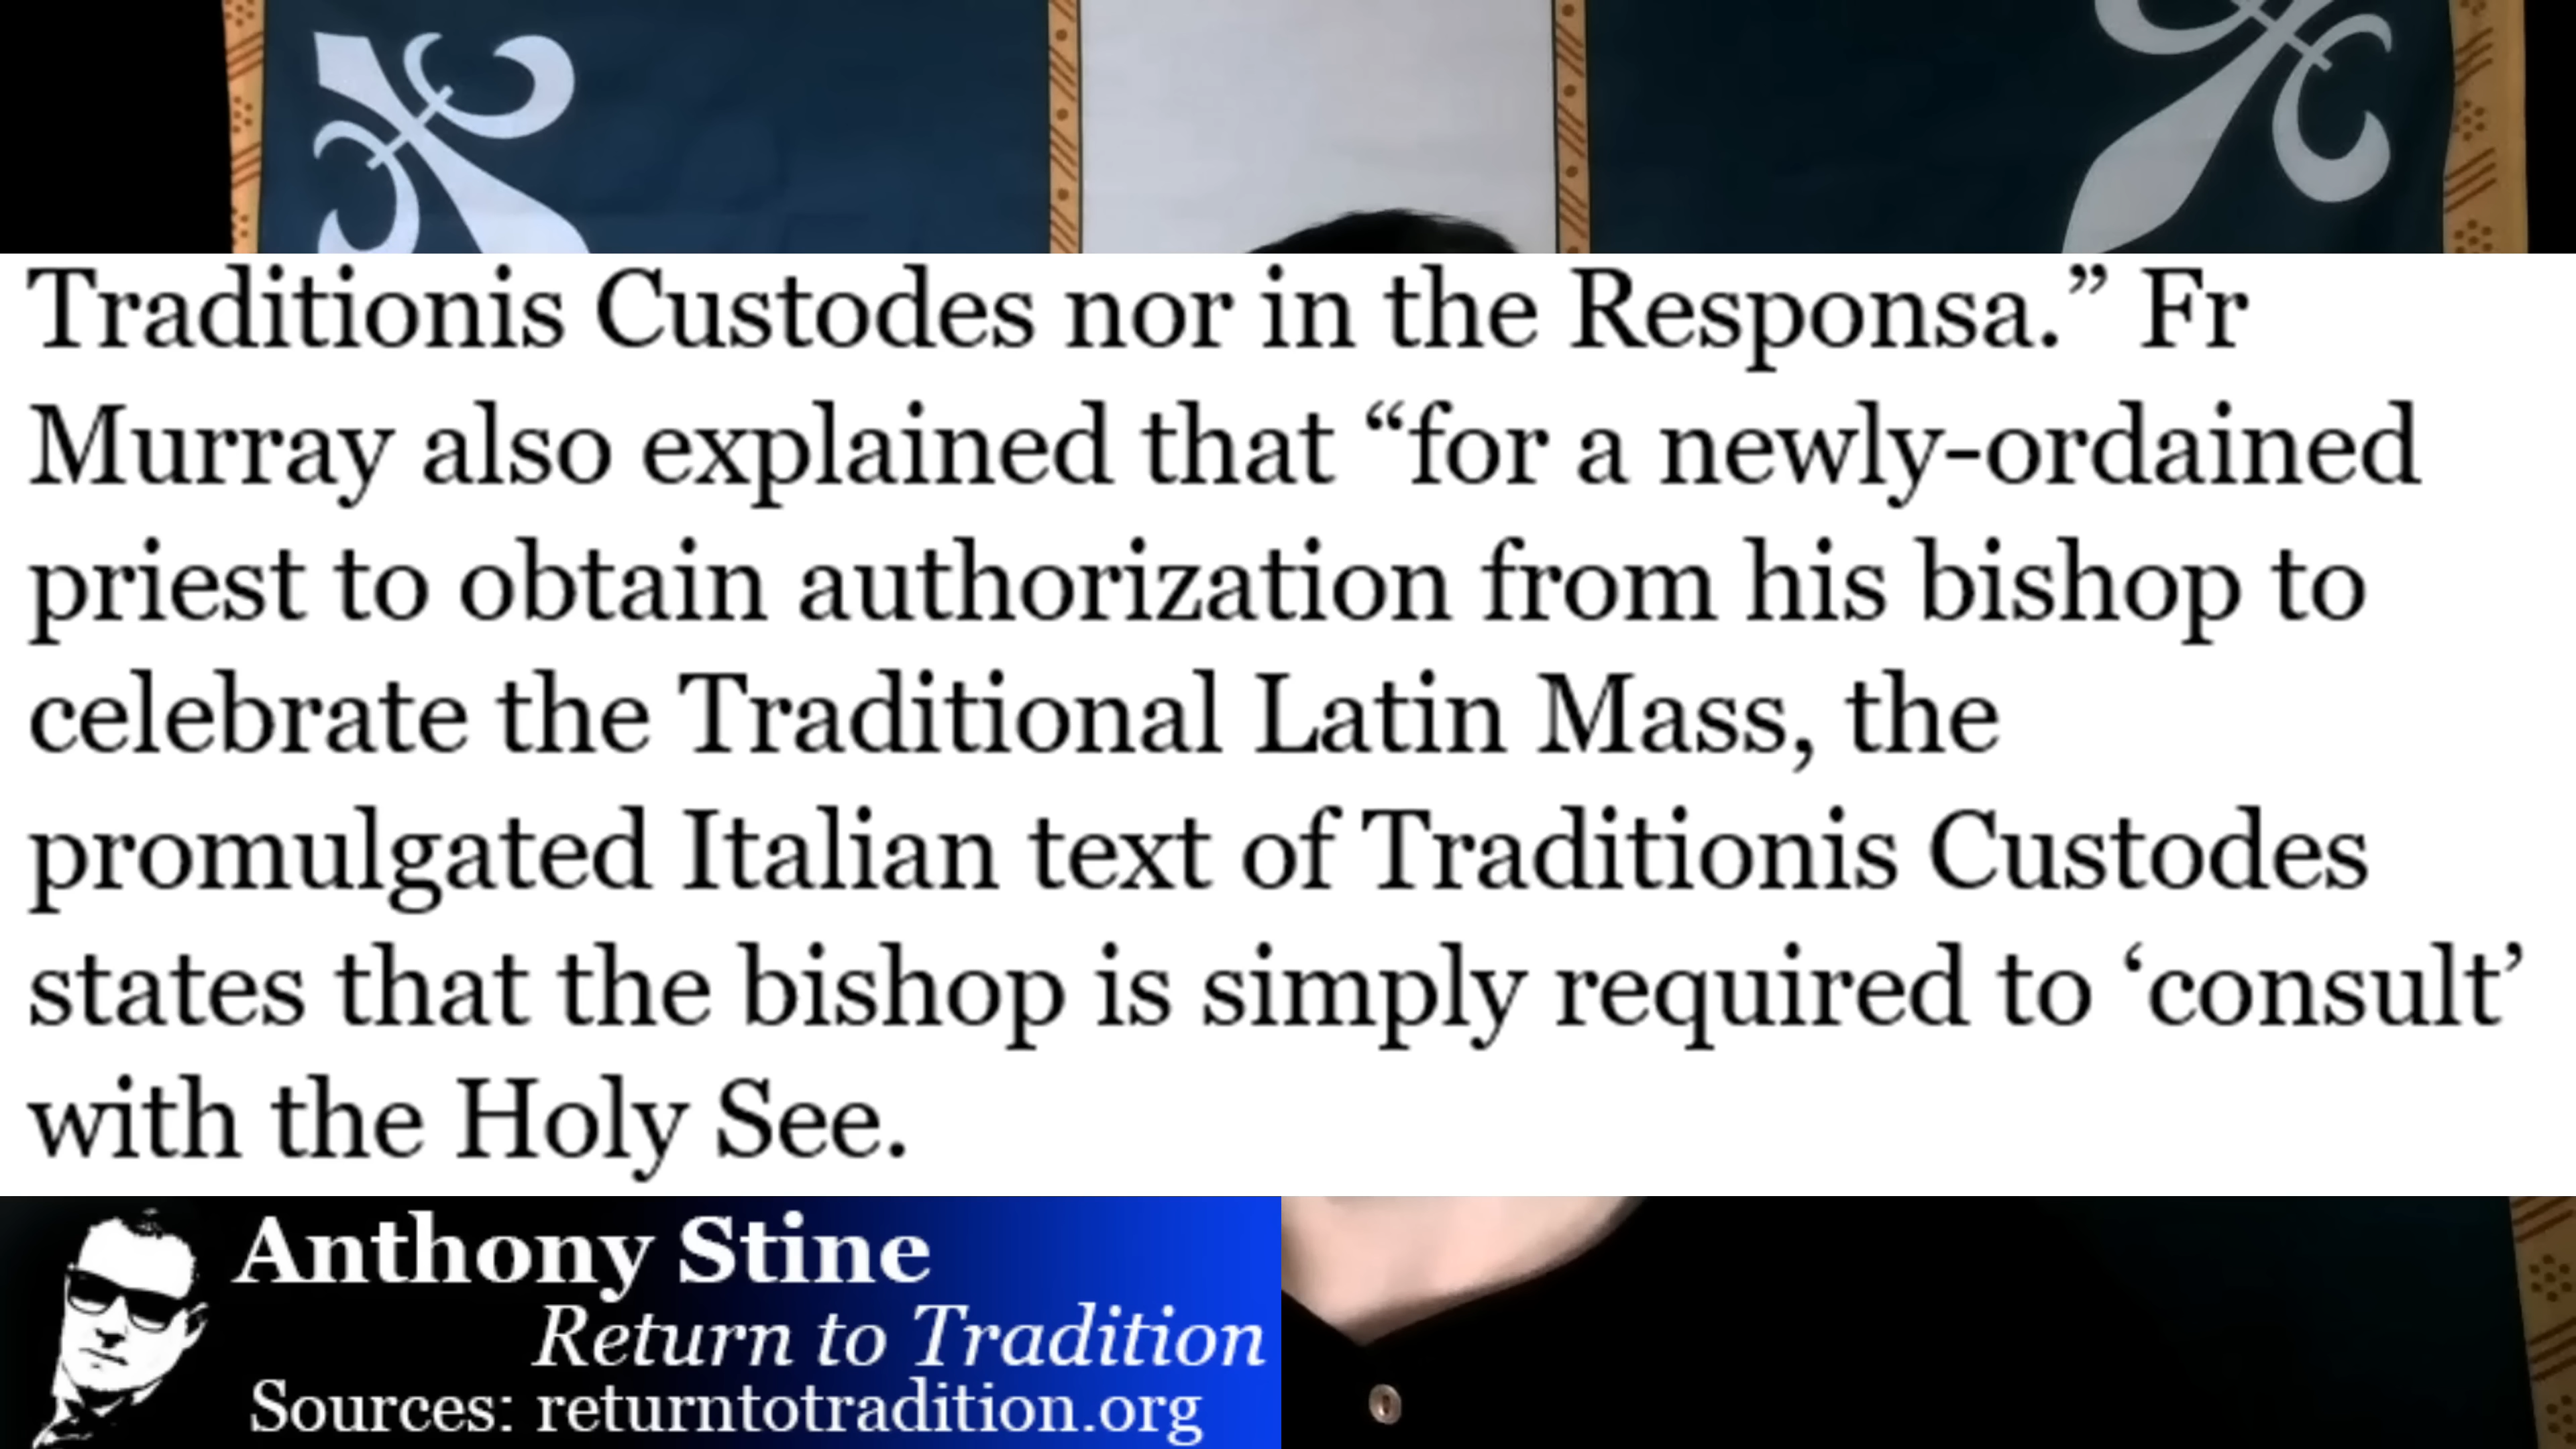 Traditionis Custodes nor in the Responsa.” Fr
Murray also explained that “for a newly-ordained
priest to obtain authorization from his bishop to
celebrate the Traditional Latin Mass, the
promulgated Italian text of Traditionis Custodes
states that the bishop is simply required to ‘consult’
with the Holy See.
Anthony Stine
Return to Tradition
Sources: returntotradition.org